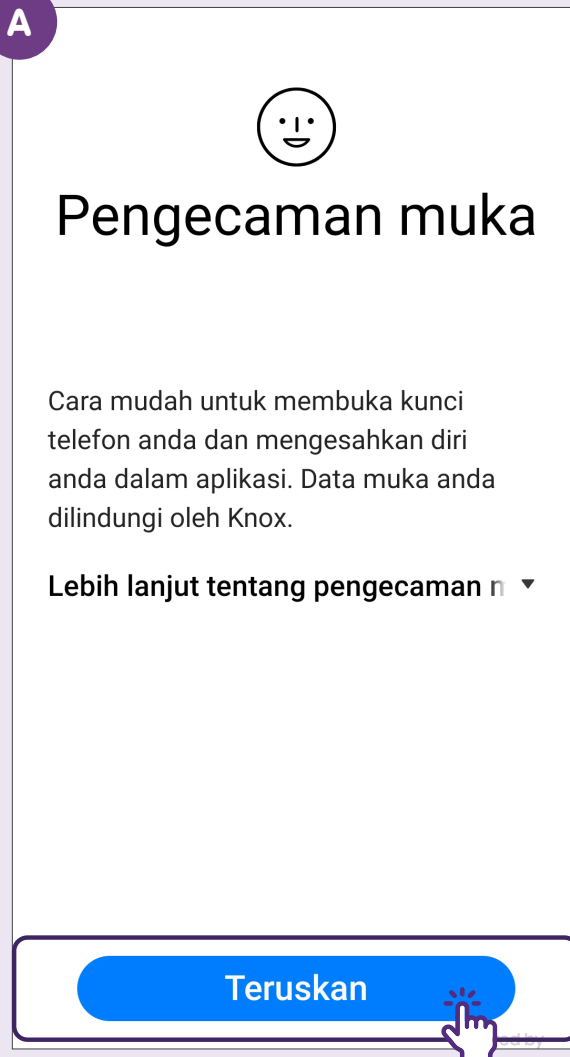 A
Pengecaman muka
Cara mudah untuk membuka kunci
telefon anda dan mengesahkan diri
anda dalam aplikasi. Data muka anda
dilindungi oleh Knox.
Lebih lanjut tentang pengecaman
Teruskan
by